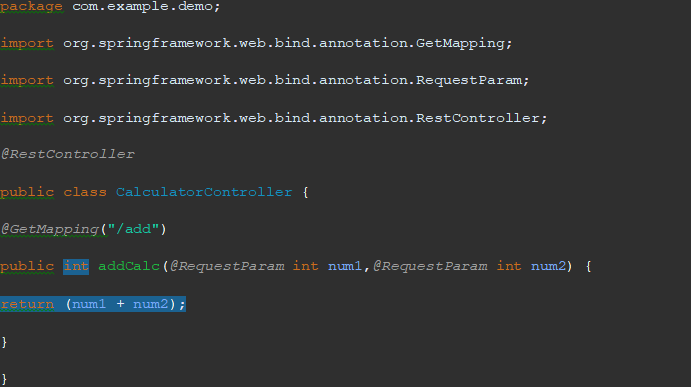 package com.example.demo;
import org.springframework.web.bind.annotation.GetMapping;
import org.springframework.web.bind.annotation.RequestParam;
import org.springframework.web.bind.annotation.RestController;
@RestController
public class CalculatorController {
@GetMapping("/add")
public int addCalc(@RequestParam int num1,@RequestParam int num2) {
return (num1 + num2);
}
}